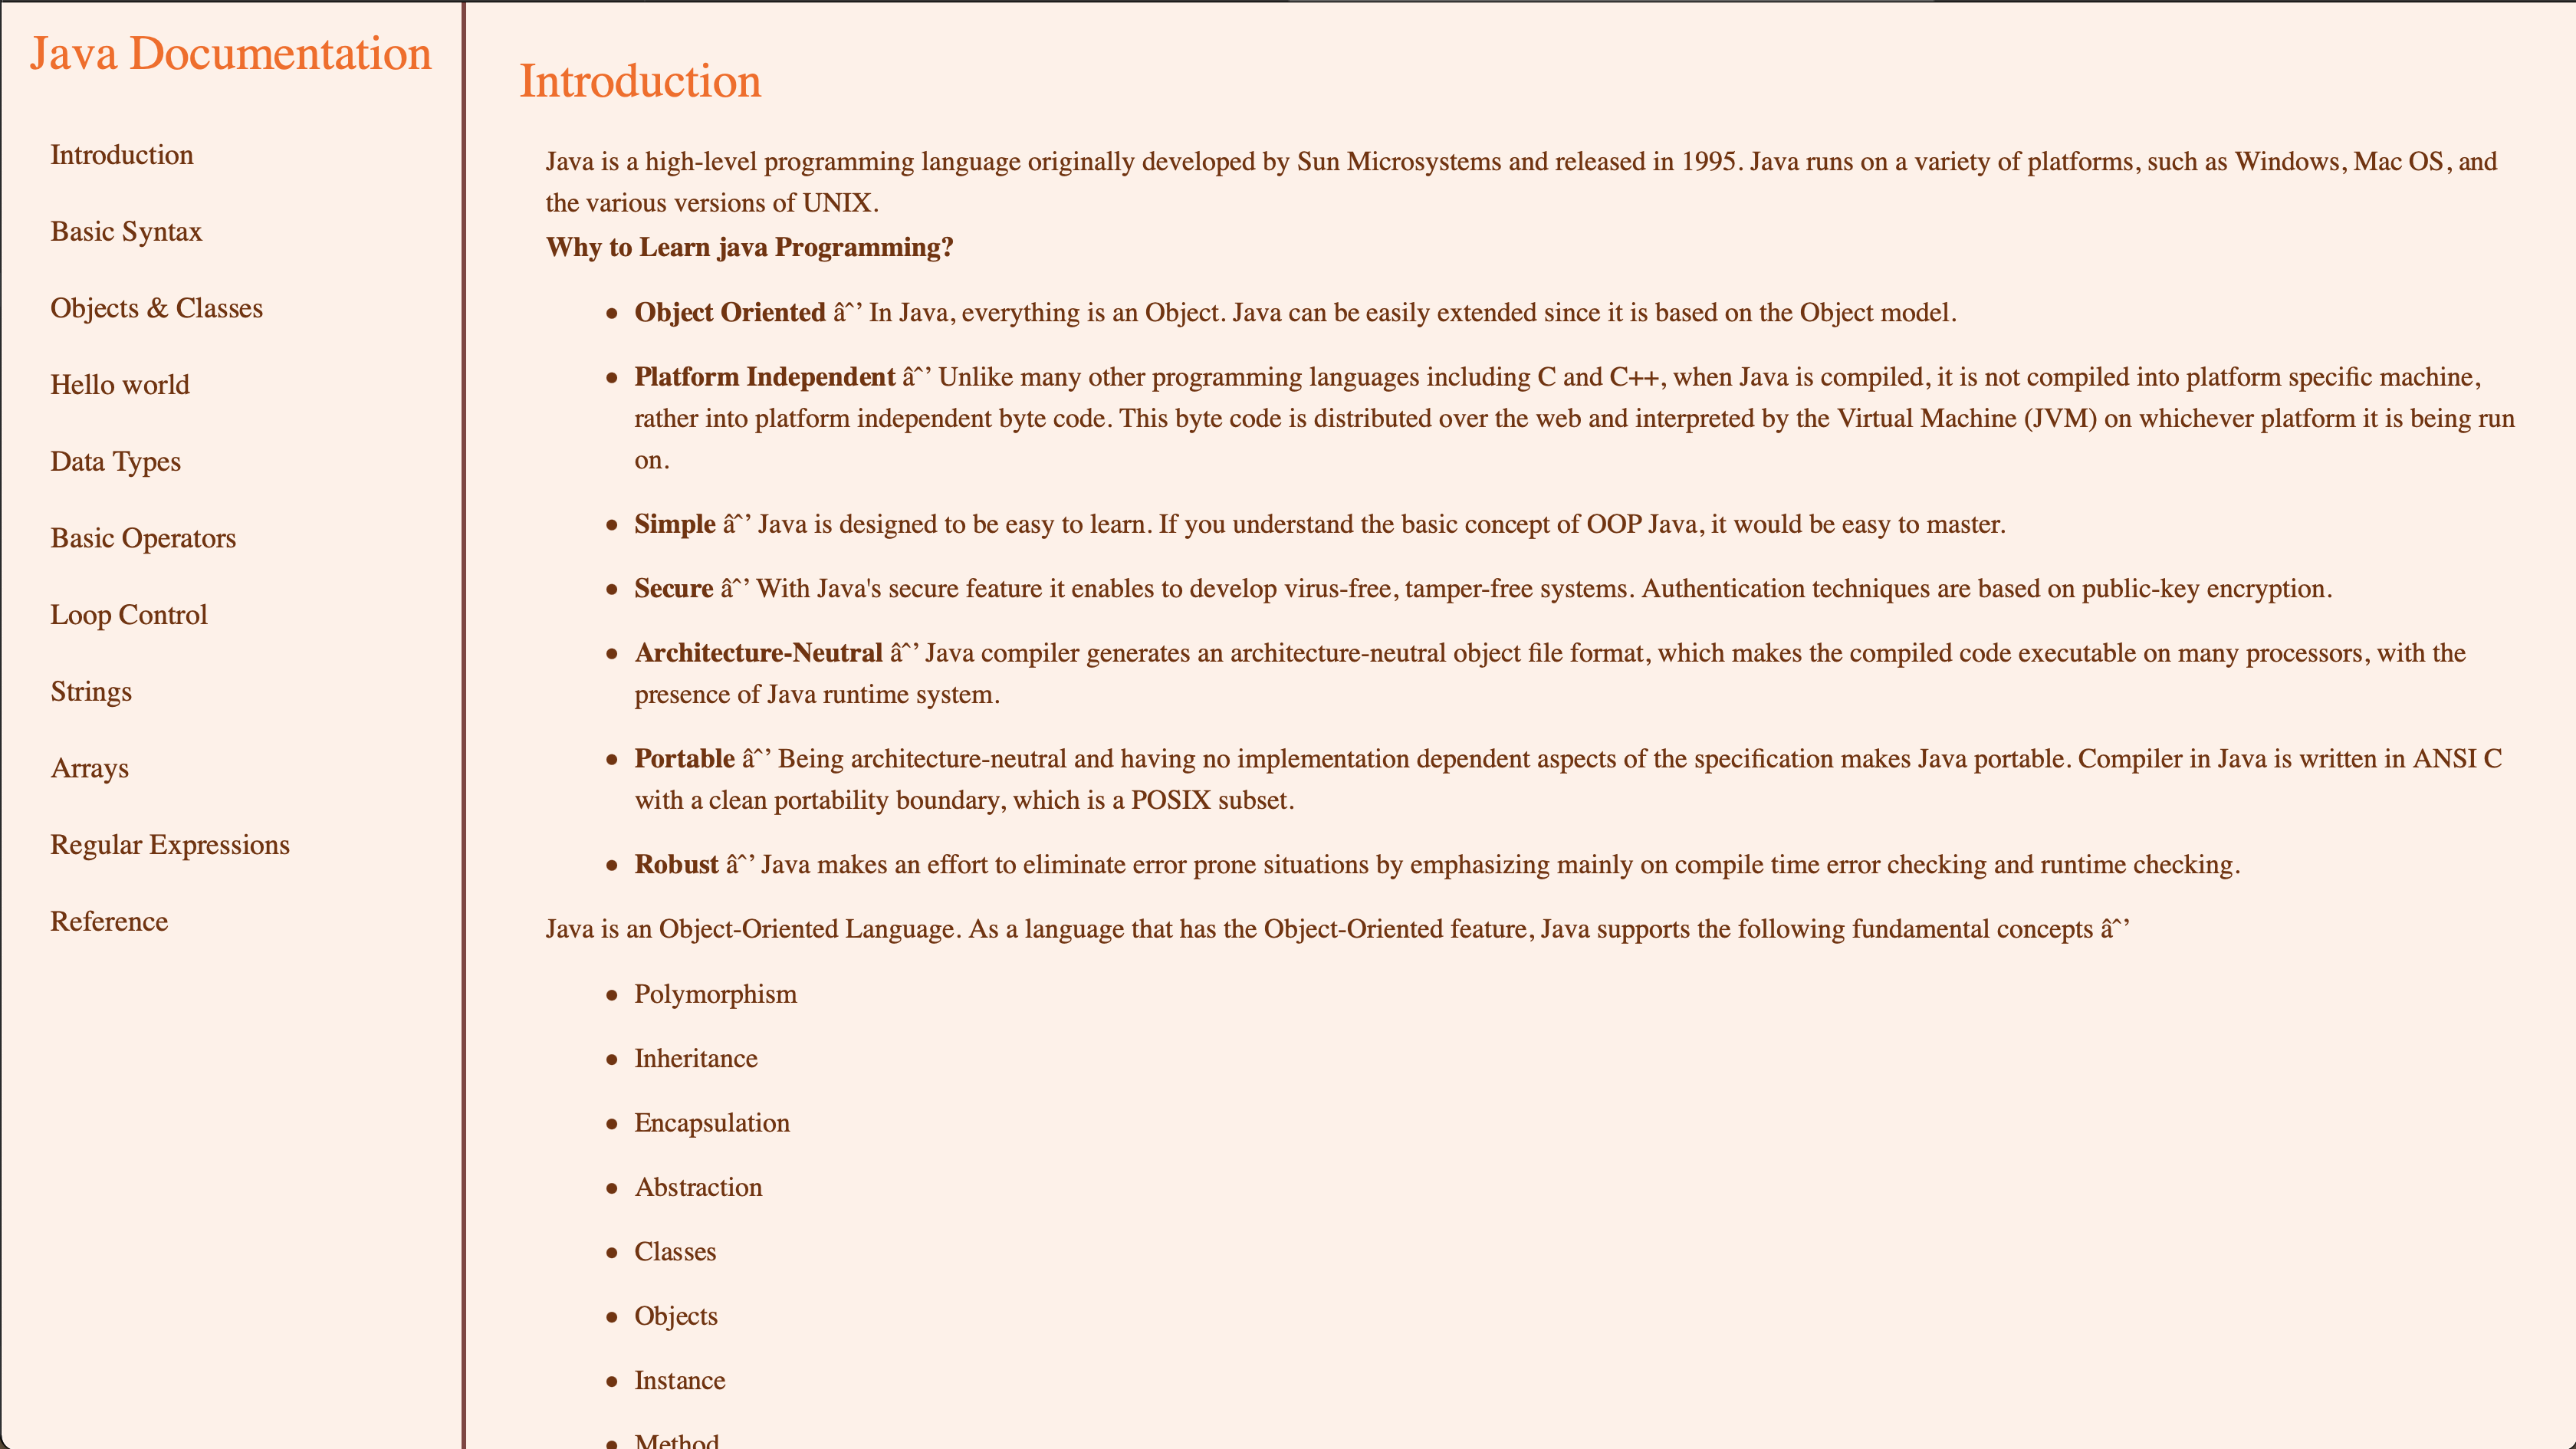 Java Documentation
Introduction
Basic Syntax
Objects & Classes
Hello world
Data Types
Basic Operators
Loop Control
Strings
Arrays
Regular Expressions
Reference
Introduction
Java is a high-level programming language originally developed by Sun Microsystems and released in 1995. Java runs on a variety of platforms, such as Windows, Mac OS, and
the various versions of UNIX.
Why to Learn java Programming?
• Object Oriented âˆ’ In Java, everything is an Object. Java can be easily extended since it is based on the Object model.
• Platform Independent âˆ’ Unlike many other programming languages including C and C++, when Java is compiled, it is not compiled into platform specific machine,
rather into platform independent byte code. This byte code is distributed over the web and interpreted by the Virtual Machine (JVM) on whichever platform it is being run
on.
• Simple âˆ’ Java is designed to be easy to learn. If you understand the basic concept of OOP Java, it would be easy to master.
• Secure âˆ’ With Java's secure feature it enables to develop virus-free, tamper-free systems. Authentication techniques are based on public-key encryption.
• Architecture-Neutral âˆ’ Java compiler generates an architecture-neutral object file format, which makes the compiled code executable on many processors, with the
presence of Java runtime system.
• Portable âˆ’ Being architecture-neutral and having no implementation dependent aspects of the specification makes Java portable. Compiler in Java is written in ANSI C
with a clean portability boundary, which is a POSIX subset.
• Robust âˆ’ Java makes an effort to eliminate error prone situations by emphasizing mainly on compile time error checking and runtime checking.
Java is an Object-Oriented Language. As a language that has the Object-Oriented feature, Java supports the following fundamental concepts âˆ’
• Polymorphism
• Inheritance
• Encapsulation
• Abstraction
• Classes
• Objects
• Instance
• Method